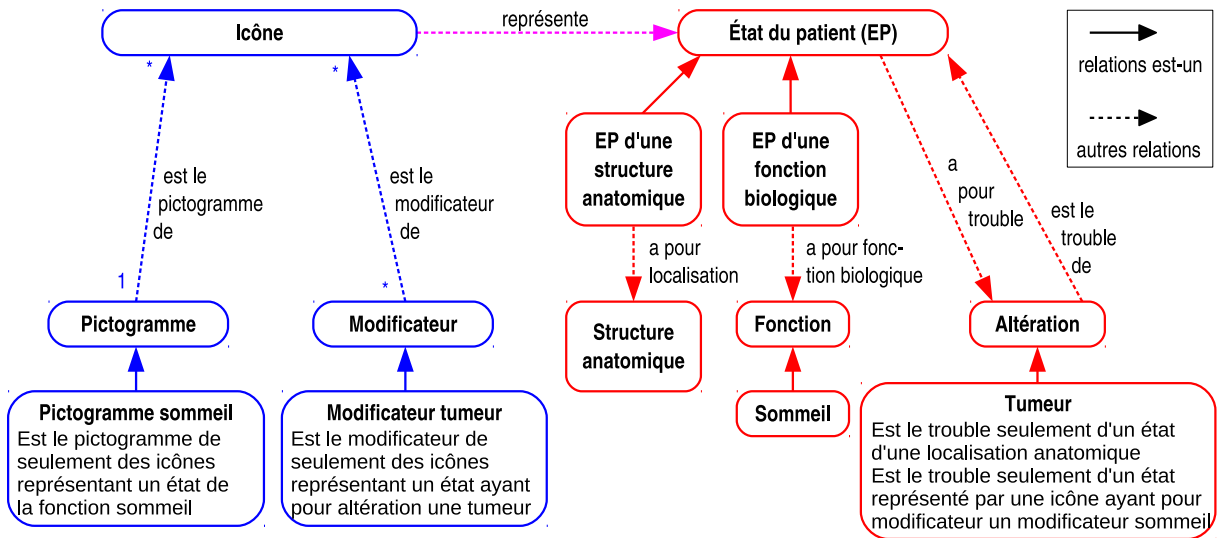 Icône
représente
État du patient (EP)
relations est-un
autres relations
*
*
est le
pictogramme
de
est le
modificateur
de
EP d'une
structure
anatomique
EP d'une
fonction
biologique
a
pour
trouble
est le
trouble
de
a pour
localisation
a pour fonc-
tion biologique
1
*
Pictogramme
Modificateur
Structure
anatomique
Fonction
Altération
Pictogramme sommeil
Est le pictogramme de
seulement des icônes
représentant un état de
la fonction sommeil
Modificateur tumeur
Est le modificateur de
seulement des icônes
représentant un état ayant
pour altération une tumeur
Sommeil
Tumeur
Est le trouble seulement d'un état
d'une localisation anatomique
Est le trouble seulement d'un état
représenté par une icône ayant pour
modificateur un modificateur sommeil